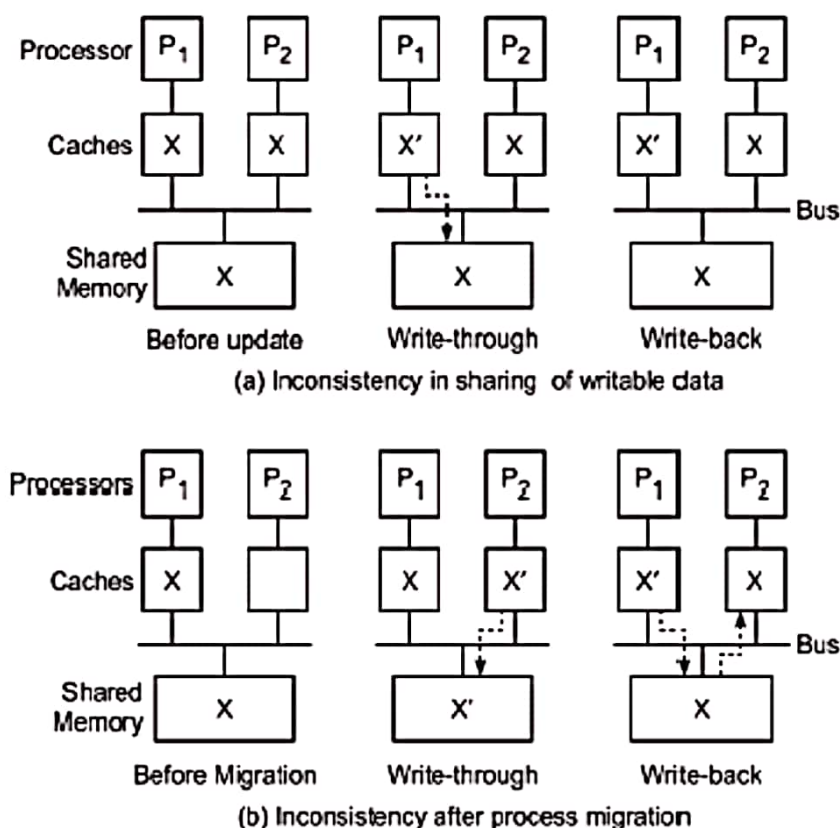 Processor P1 P2 P1 P2 P1 P2
Caches X X X' X X' X
Bus
Shared
Memory X X X
Before update Write-through Write-back
(a) Inconsistency in sharing of writable data
Processors P1 P2 P1 P2 P1 P2
Caches X X X' X' X
Bus
Shared
Memory X X' X
Before Migration Write-through Write-back
(b) Inconsistency after process migration